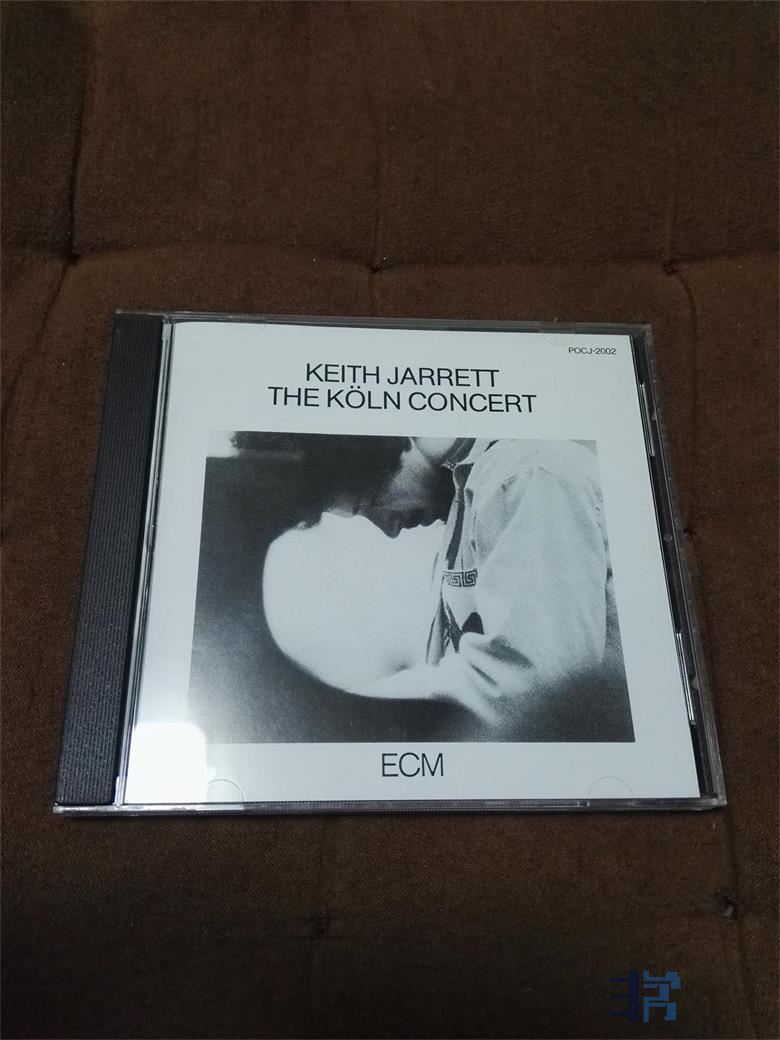 POCJ-2002
KEITH JARRETT
THE KÖLN CONCERT
ECM